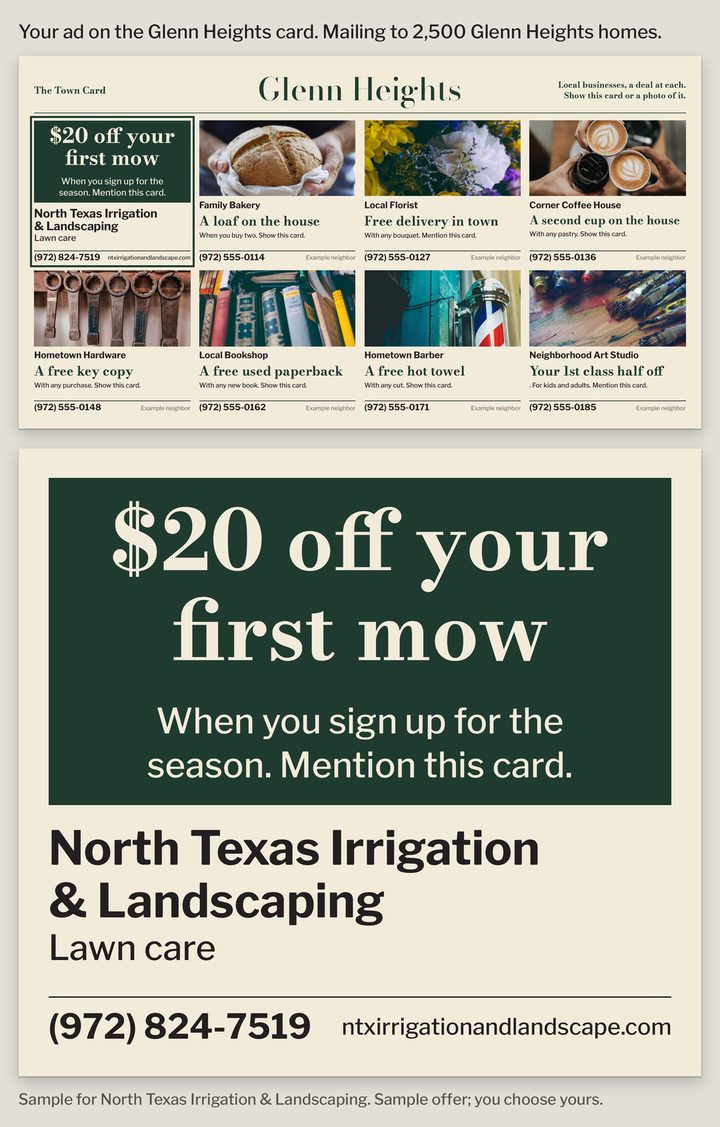 Your ad on the Glenn Heights card. Mailing to 2,500 Glenn Heights homes.
The Town Card
Glenn Heights
Local businesses, a deal at each.
Show this card or a photo of it.
$20 off your
first mow
When you sign up for the
season. Mention this card.
North Texas Irrigation
& Landscaping
Lawn care
(972) 824-7519 ntxirrigationandlandscape.com
Family Bakery
A loaf on the house
When you buy two. Show this card.
(972) 555-0114 Example neighbor
Local Florist
Free delivery in town
With any bouquet. Mention this card.
(972) 555-0127 Example neighbor
Corner Coffee House
A second cup on the house
With any pastry. Show this card.
(972) 555-0136 Example neighbor
Hometown Hardware
A free key copy
With any purchase. Show this card.
(972) 555-0148 Example neighbor
Local Bookshop
A free used paperback
With any new book. Show this card.
(972) 555-0162 Example neighbor
Hometown Barber
A free hot towel
With any cut. Show this card.
(972) 555-0171 Example neighbor
Neighborhood Art Studio
Your 1st class half off
. For kids and adults. Mention this card.
(972) 555-0185 Example neighbor
$20 off your
first mow
When you sign up for the
season. Mention this card.
North Texas Irrigation
& Landscaping
Lawn care
(972) 824-7519 ntxirrigationandlandscape.com
Sample for North Texas Irrigation & Landscaping. Sample offer; you choose yours.